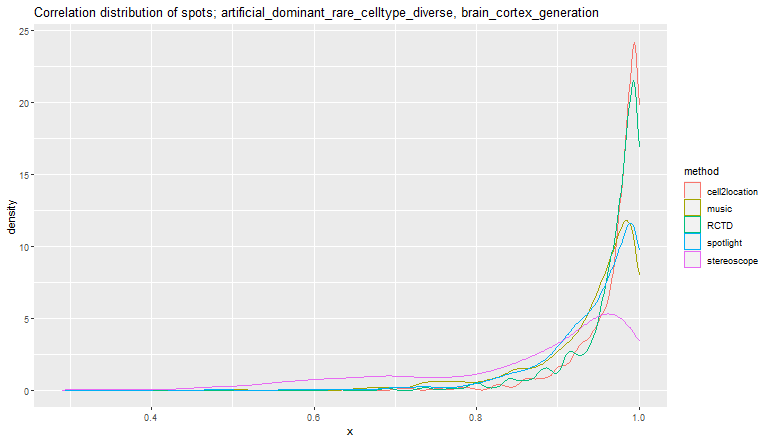 Correlation distribution of spots; artificial_dominant_rare_celltype_diverse, brain_cortex_generation
25
20
15
10
5
0
density
0.4
0.6
0.8
1.0
x
method
cell2location
music
RCTD
spotlight
stereoscope